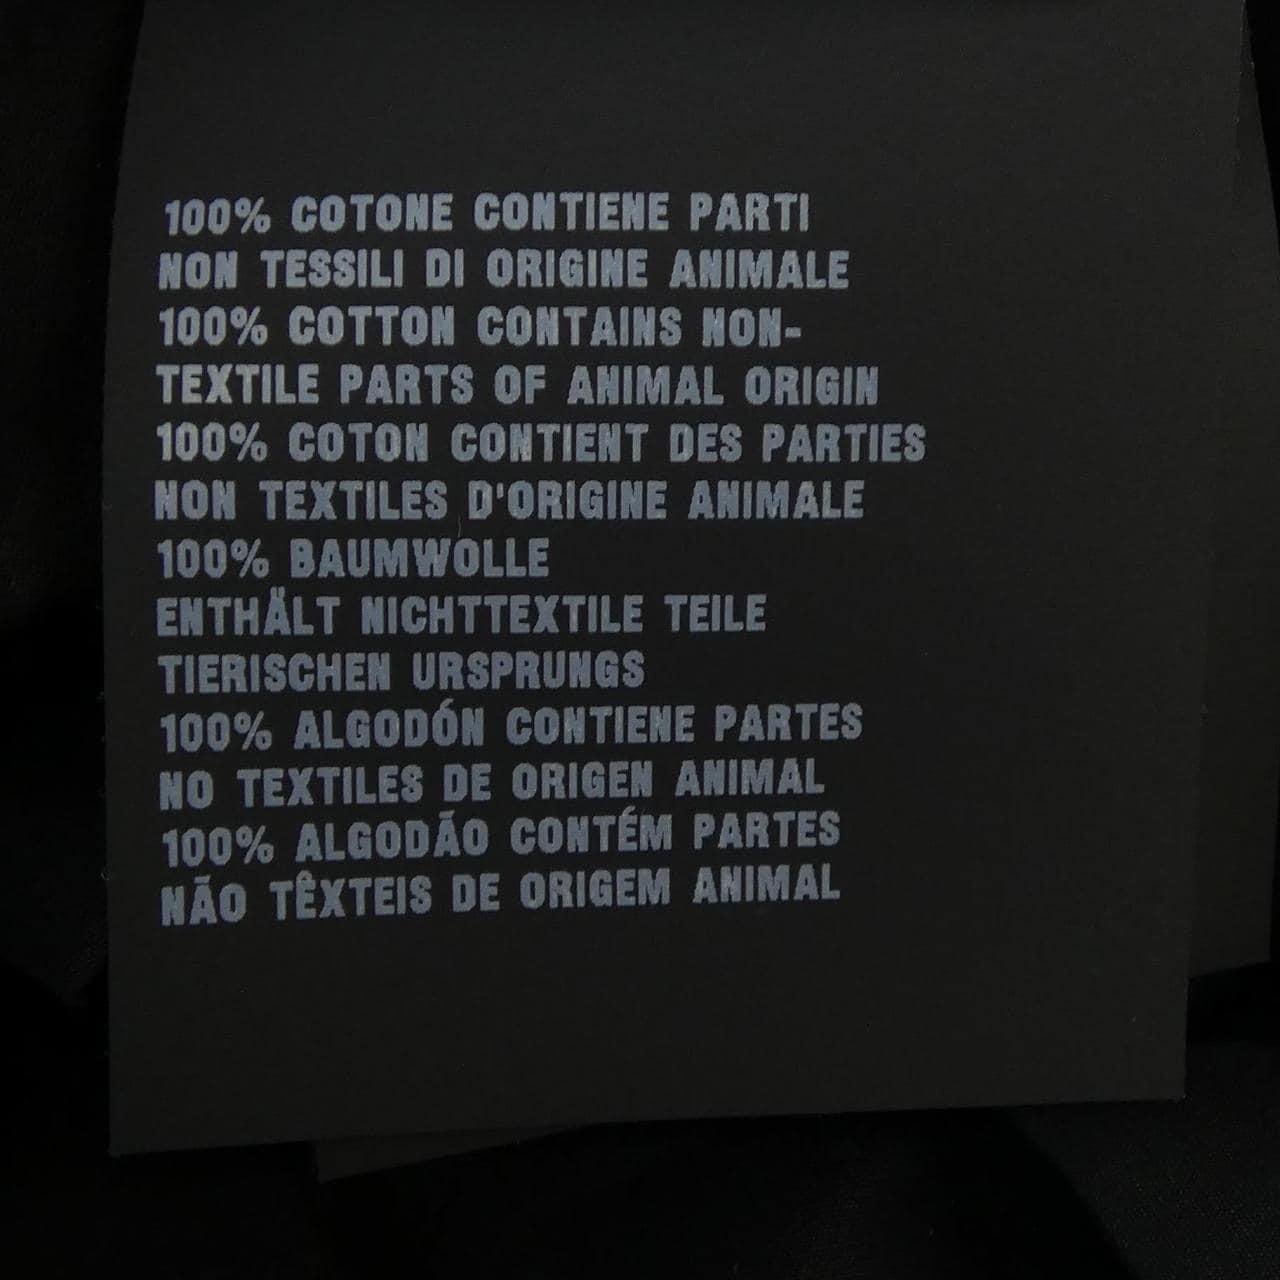 100% COTONE CONTIENE PARTI
NON TESSILI DI ORIGINE ANIMALE
100% COTTON CONTAINS NON-
TEXTILE PARTS OF ANIMAL ORIGIN
100% COTON CONTIENT DES PARTIES
NON TEXTILES D'ORIGINE ANIMALE
100% BAUMWOLLE
ENTHÄLT NICHTTEXTILE TEILE
TIERISCHEN URSPRUNGS
100% ALGODÓN CONTIENE PARTES
NO TEXTILES DE ORIGEN ANIMAL
100% ALGODÃO CONTÉM PARTES
NÃO TÊXTEIS DE ORIGEM ANIMAL